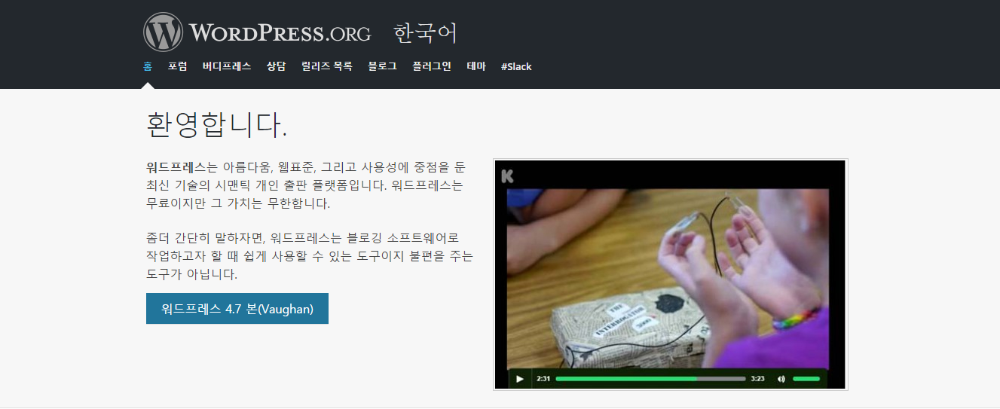 WORDPRESS.ORG 한국어
홈 포럼 버디프레스 상담 릴리즈 목록 블로그 플러그인 테마 #Slack
환영합니다.
워드프레스는 아름다움, 웹표준, 그리고 사용성에 중점을 둔
최신 기술의 시맨틱 개인 출판 플랫폼입니다. 워드프레스는
무료이지만 그 가치는 무한합니다.
좀더 간단히 말하자면, 워드프레스는 블로깅 소프트웨어로
작업하고자 할 때 쉽게 사용할 수 있는 도구이지 불편을 주는
도구가 아닙니다.
워드프레스 4.7 본(Vaughan)
K
THE
INTERROGATOR
3000
2:31 3:23